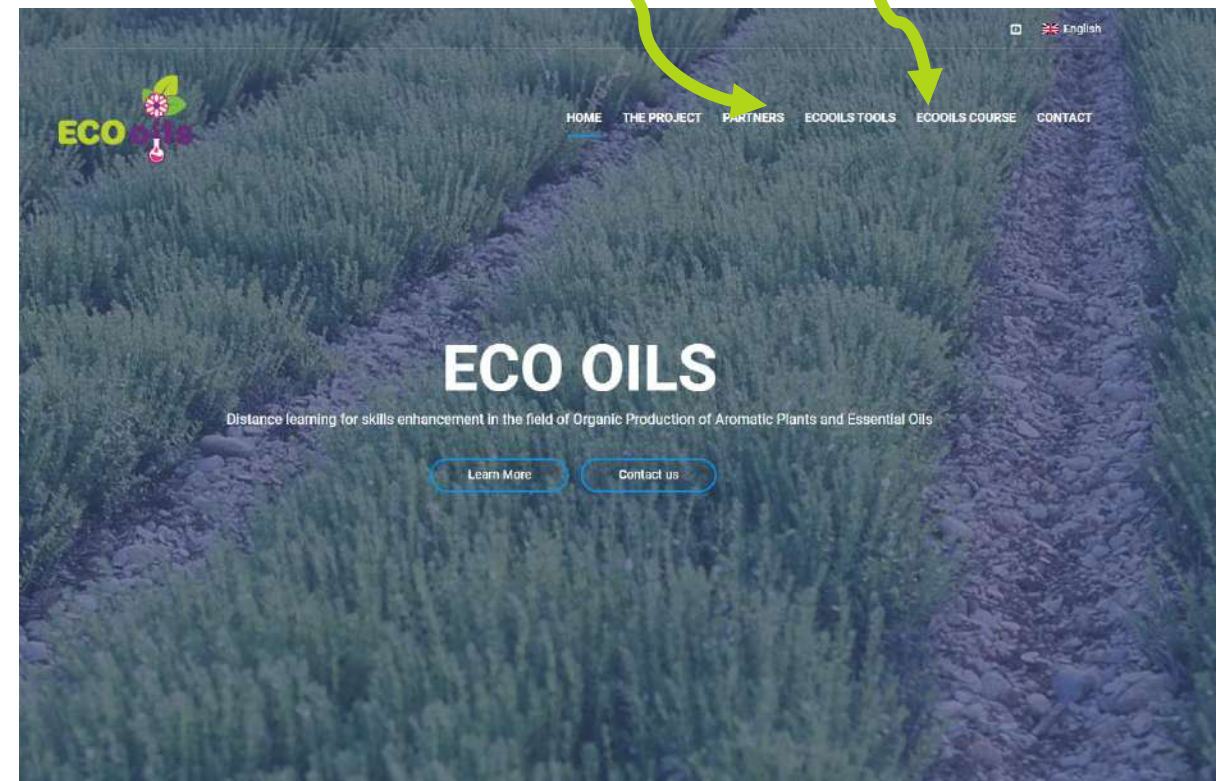 English
ECO oils
HOME THE PROJECT PARTNERS ECOOILS TOOLS ECOOILS COURSE CONTACT
ECO OILS
Distance learning for skills enhancement in the field of Organic Production of Aromatic Plants and Essential Oils
Learn More Contact us